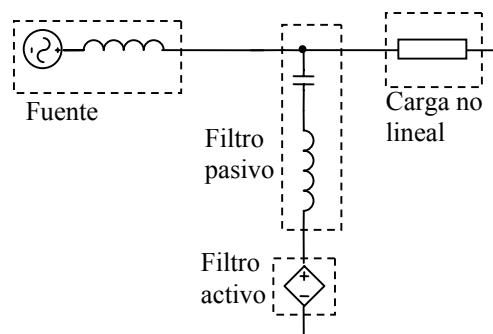 Fuente
Carga no
lineal
Filtro
pasivo
Filtro
activo